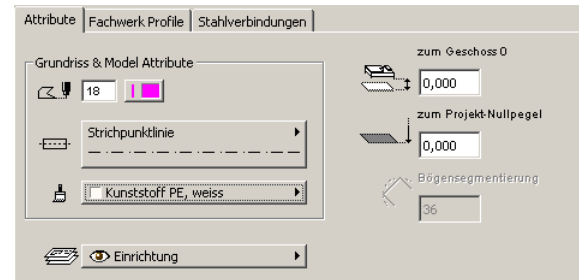 Attribute Fachwerk Profile Stahlverbindungen
Grundriss & Model Attribute
18
Strichpunktlinie
Kunststoff PE, weiss
Einrichtung
zum Geschoss 0
0,000
zum Projekt-Nullpegel
0,000
Bögensegmentierung
36